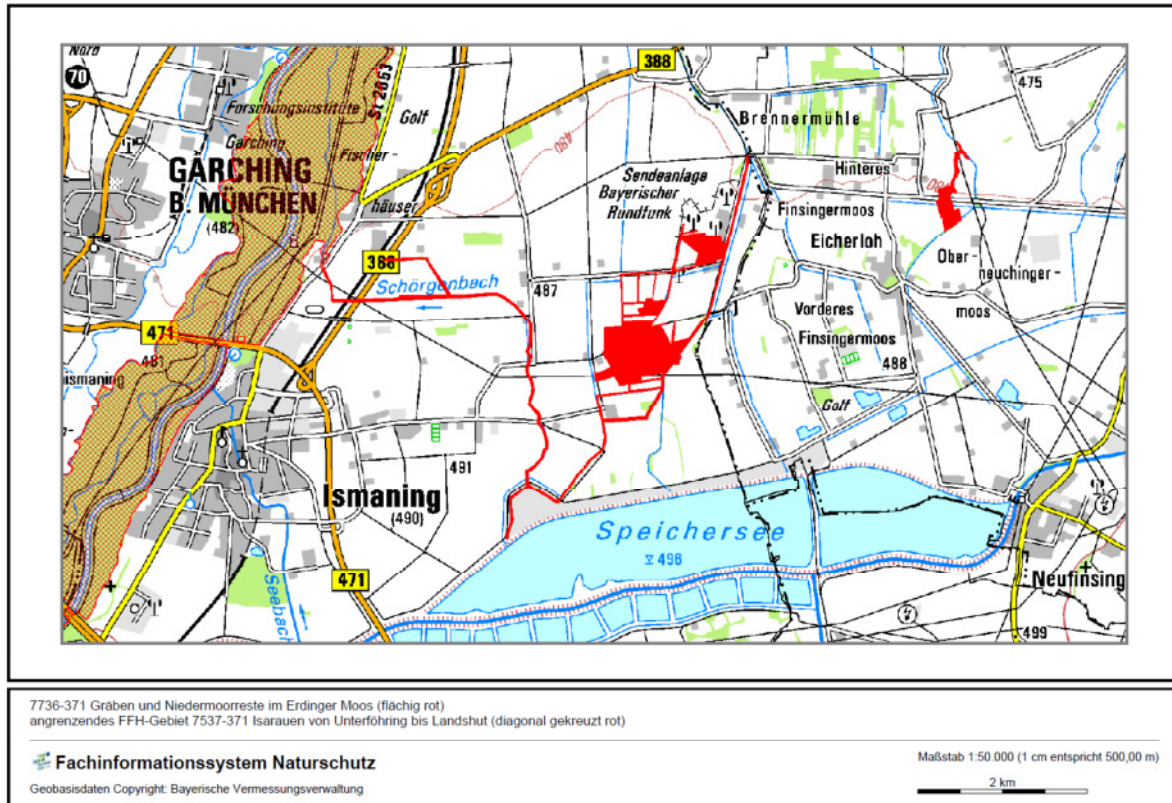 Nord
70
Forschungsinstitute
Garching
GARCHING
B. MÜNCHEN
(482)
St 2053
Golf
Fischer-
häuser
388
388
480
Sendeanlage
Bayerischer
Rundfunk
Brennermühle
475
Hinteres
Finsingermoos
Eicherloh
Ober-
neuchinger-
moos
Schörgenbach
487
Vorderes
Finsingermoos
488
Golf
471
481
Ismaning
491
Ismaning
(490)
Speichersee
496
471
Seebach
Neufinsing
499
7736-371 Gräben und Niedermoorreste im Erdinger Moos (flächig rot)
angrenzendes FFH-Gebiet 7537-371 Isarauen von Unterföhring bis Landshut (diagonal gekreuzt rot)
Fachinformationssystem Naturschutz
Geobasisdaten Copyright: Bayerische Vermessungsverwaltung
Maßstab 1:50.000 (1 cm entspricht 500,00 m)
2 km